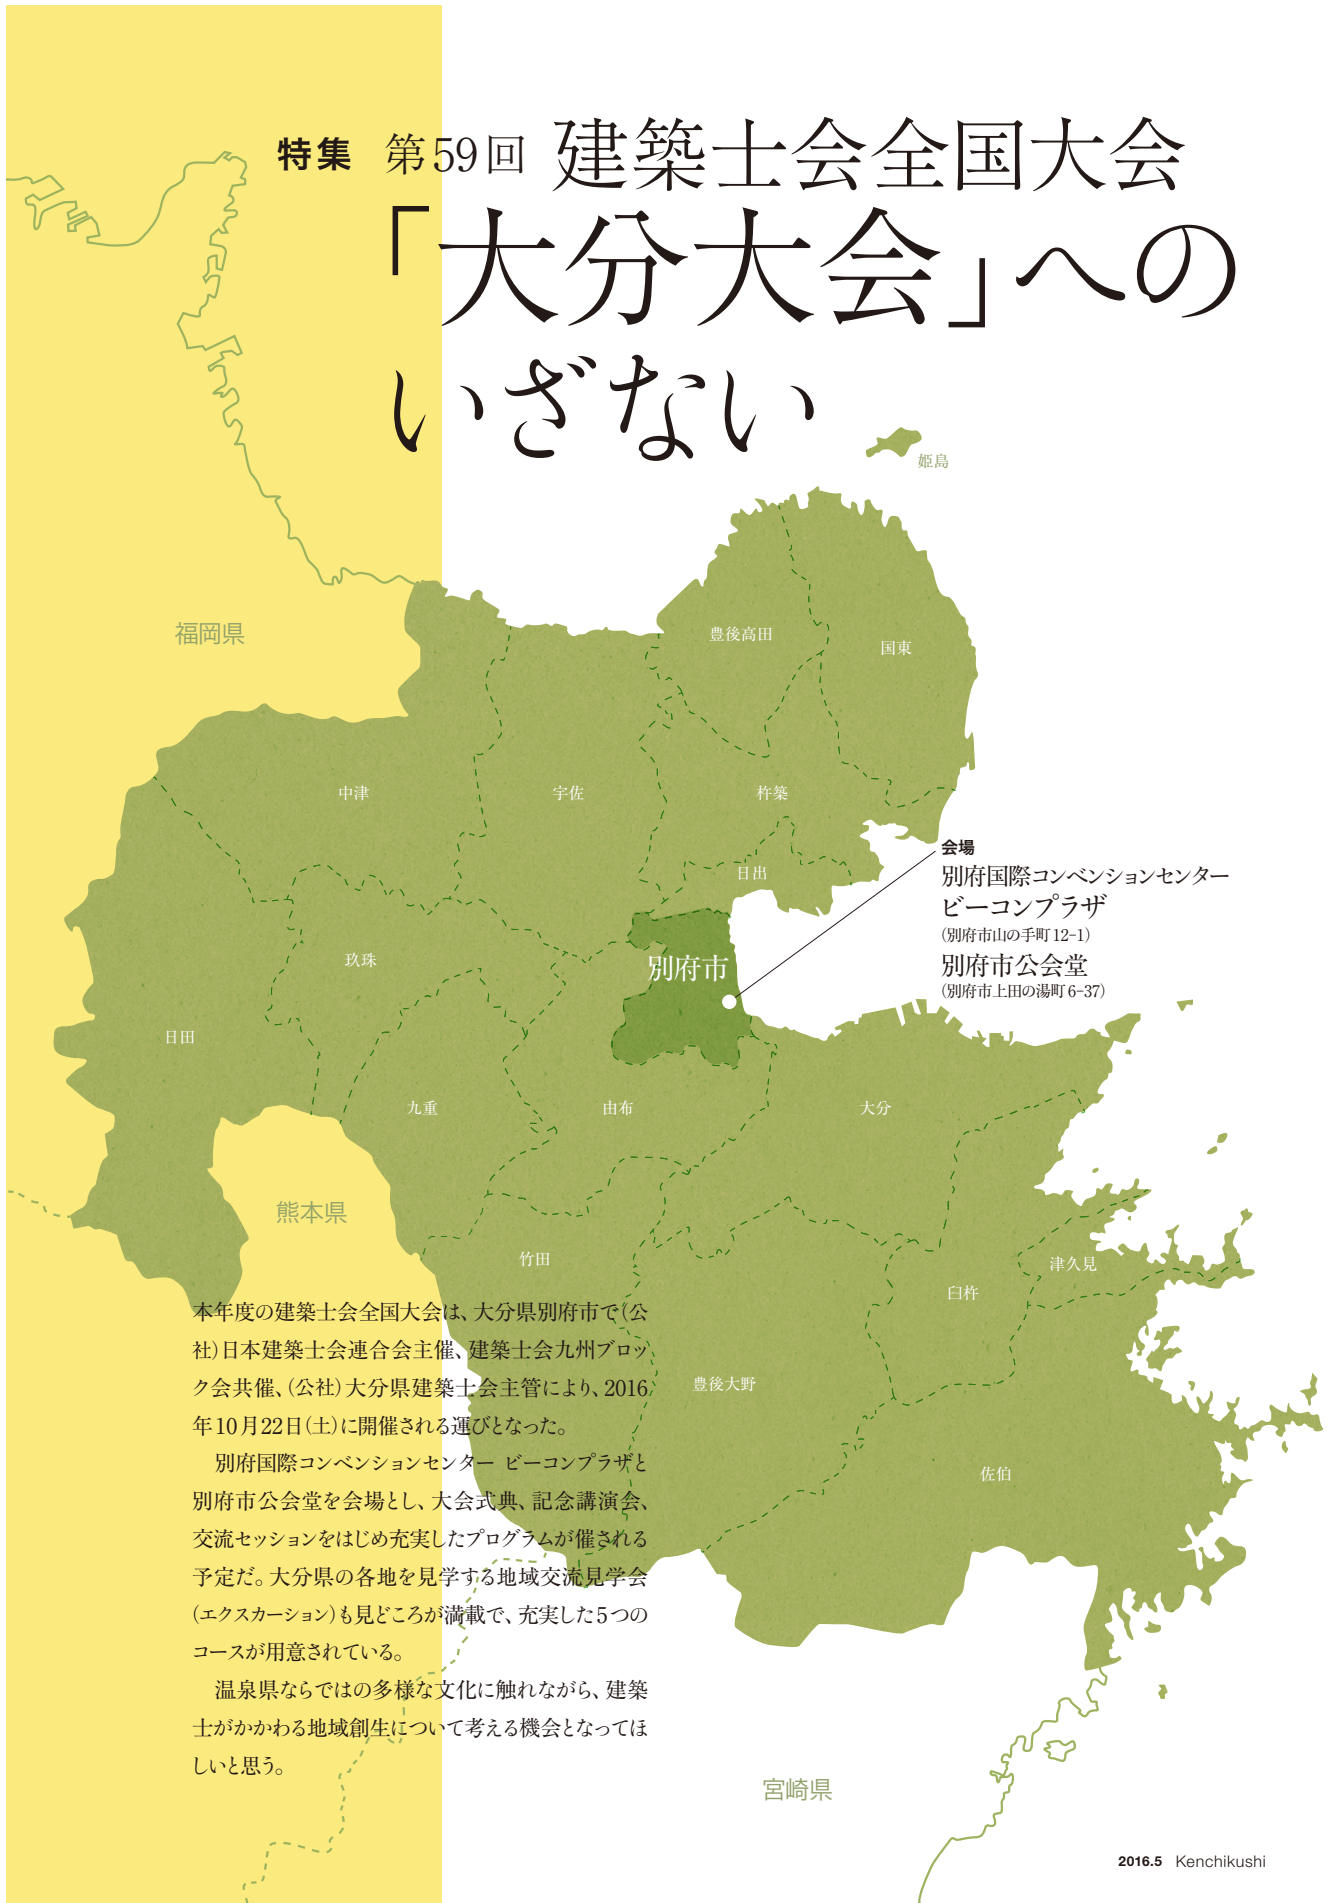 特集 第59回 建築士会全国大会
「大分大会」への
いざない
姫島
福岡県
豊後高田
国東
中津
宇佐
杵築
会場
別府国際コンベンションセンター
ビーコンプラザ
(別府市山の手町12-1)
別府市公会堂
(別府市上田の湯町6-37)
日出
玖珠
別府市
日田
九重
由布
大分
熊本県
竹田
津久見
臼杵
豊後大野
佐伯
本年度の建築士会全国大会は、大分県別府市で(公
社)日本建築士会連合会主催、建築士会九州ブロッ
ク会共催、(公社)大分県建築士会主管により、2016
年10月22日(土)に開催される運びとなった。
　別府国際コンベンションセンター ビーコンプラザと
別府市公会堂を会場とし、大会式典、記念講演会、
交流セッションをはじめ充実したプログラムが催される
予定だ。大分県の各地を見学する地域交流見学会
(エクスカーション)も見どころが満載で、充実した5つの
コースが用意されている。
　温泉県ならではの多様な文化に触れながら、建築
士がかかわる地域創生について考える機会となってほ
しいと思う。
宮崎県
2016.5 Kenchikushi